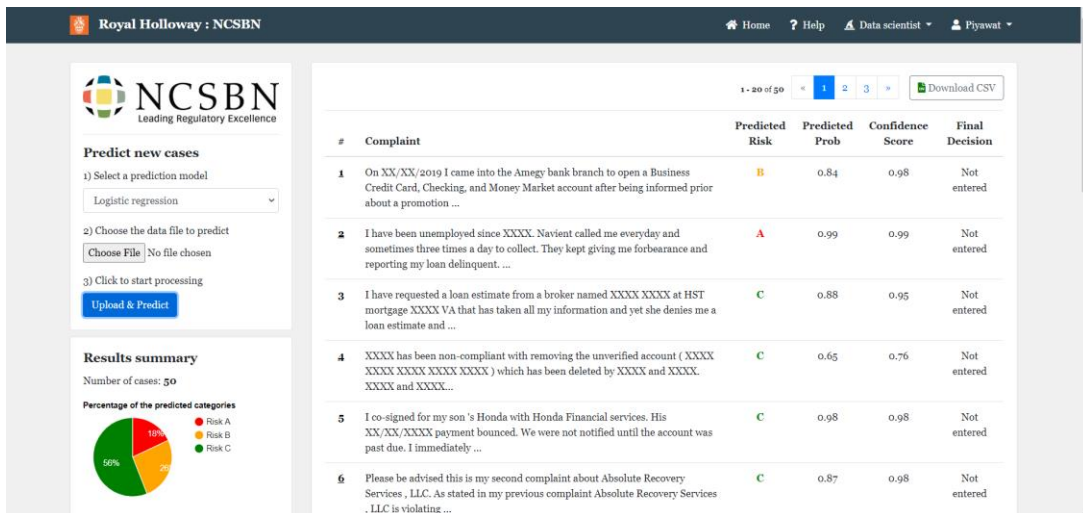 Royal Holloway : NCSBN
Home
Help
Data scientist
Piyawat
NCSBN
Leading Regulatory Excellence
Predict new cases
1) Select a prediction model
Logistic regression
2) Choose the data file to predict
Choose File No file chosen
3) Click to start processing
Upload & Predict
Results summary
Number of cases: 50
Percentage of the predicted categories
Risk A
Risk B
Risk C
18%
56%
1 - 20 of 50 « 1 2 3 » Download CSV
# Complaint Predicted Risk Predicted Prob Confidence Score Final Decision
1 On XX/XX/2019 I came into the Amegy bank branch to open a Business B 0.84 0.98 Not entered
Credit Card, Checking, and Money Market account after being informed prior
about a promotion ...
2 I have been unemployed since XXXX. Navient called me everyday and A 0.99 0.99 Not entered
sometimes three times a day to collect. They kept giving me forbearance and
reporting my loan delinquent. ...
3 I have requested a loan estimate from a broker named XXXX XXXX at HST C 0.88 0.95 Not entered
mortgage XXXX VA that has taken all my information and yet she denies me a
loan estimate and ...
4 XXXX has been non-compliant with removing the unverified account ( XXXX C 0.65 0.76 Not entered
XXXX XXXX XXXX XXXX ) which has been deleted by XXXX and XXXX.
XXXX and XXXX...
5 I co-signed for my son 's Honda with Honda Financial services. His C 0.98 0.98 Not entered
XX/XX/XXXX payment bounced. We were not notified until the account was
past due. I immediately ...
6 Please be advised this is my second complaint about Absolute Recovery C 0.87 0.98 Not entered
Services , LLC. As stated in my previous complaint Absolute Recovery Services
, LLC is violating ...